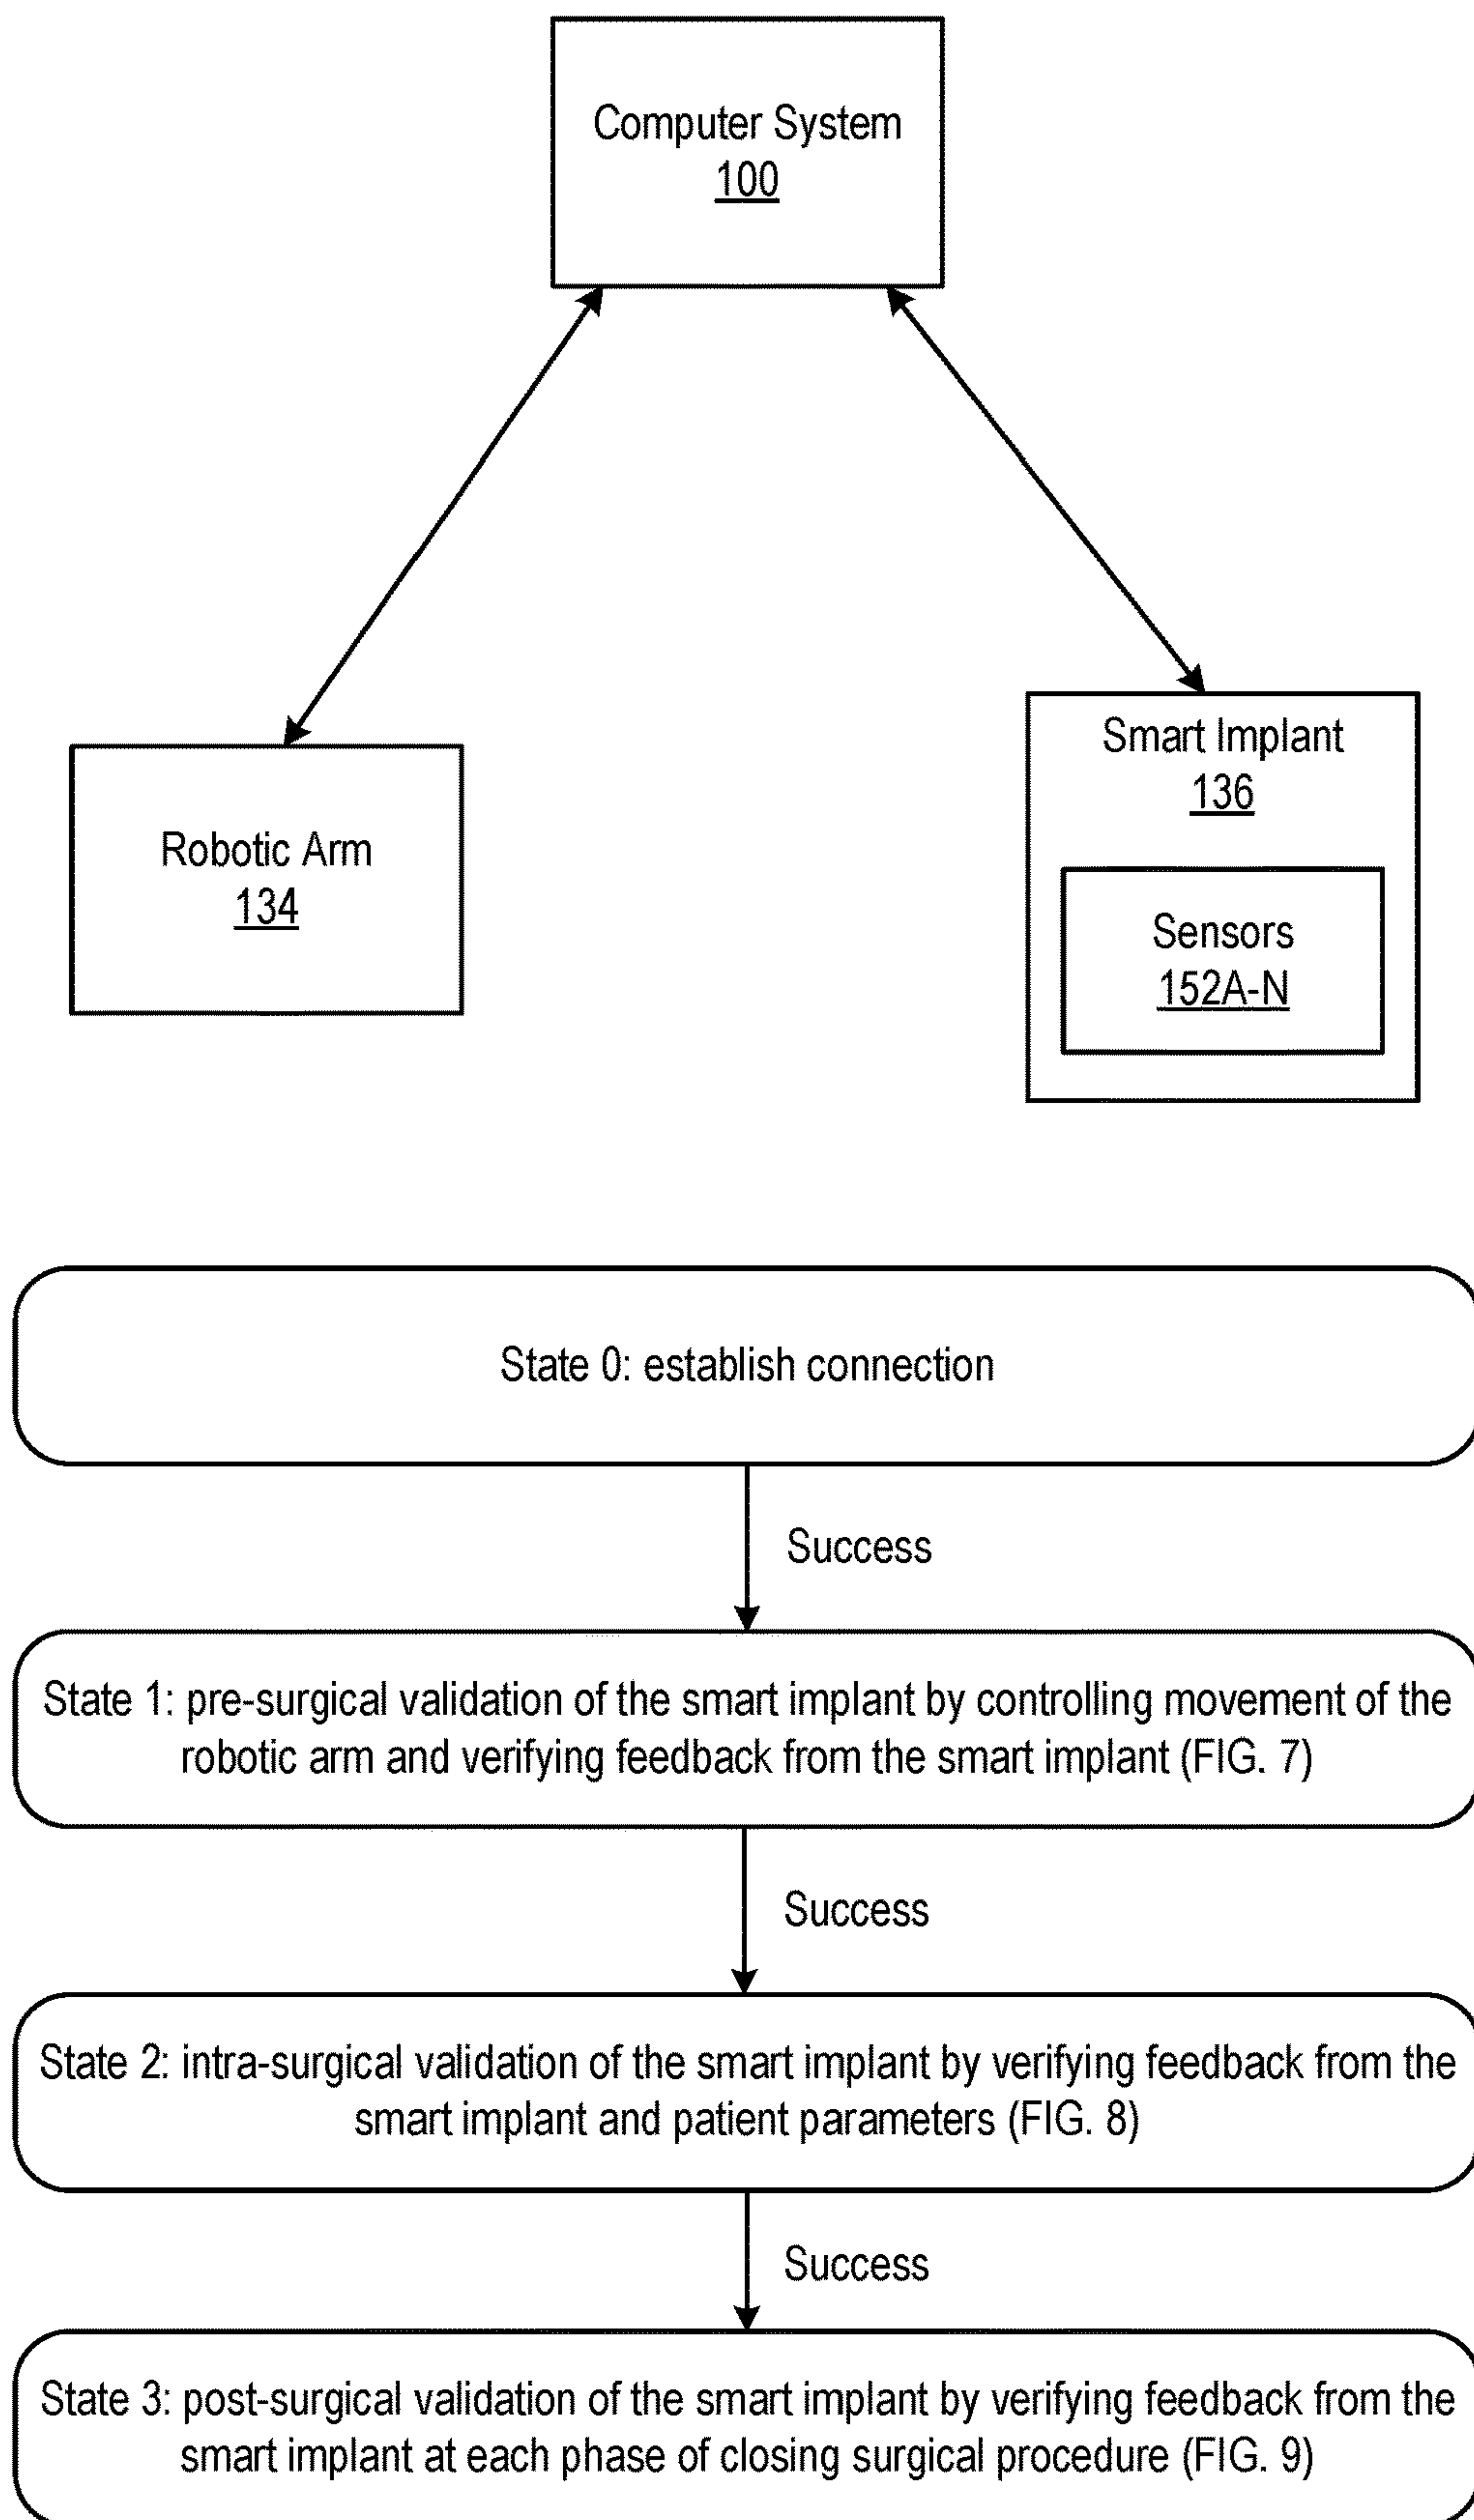 Computer System
100
Robotic Arm
134
Smart Implant
136
Sensors
152A-N
State 0: establish connection
Success
State 1: pre-surgical validation of the smart implant by controlling movement of the
robotic arm and verifying feedback from the smart implant (FIG. 7)
Success
State 2: intra-surgical validation of the smart implant by verifying feedback from the
smart implant and patient parameters (FIG. 8)
Success
State 3: post-surgical validation of the smart implant by verifying feedback from the
smart implant at each phase of closing surgical procedure (FIG. 9)